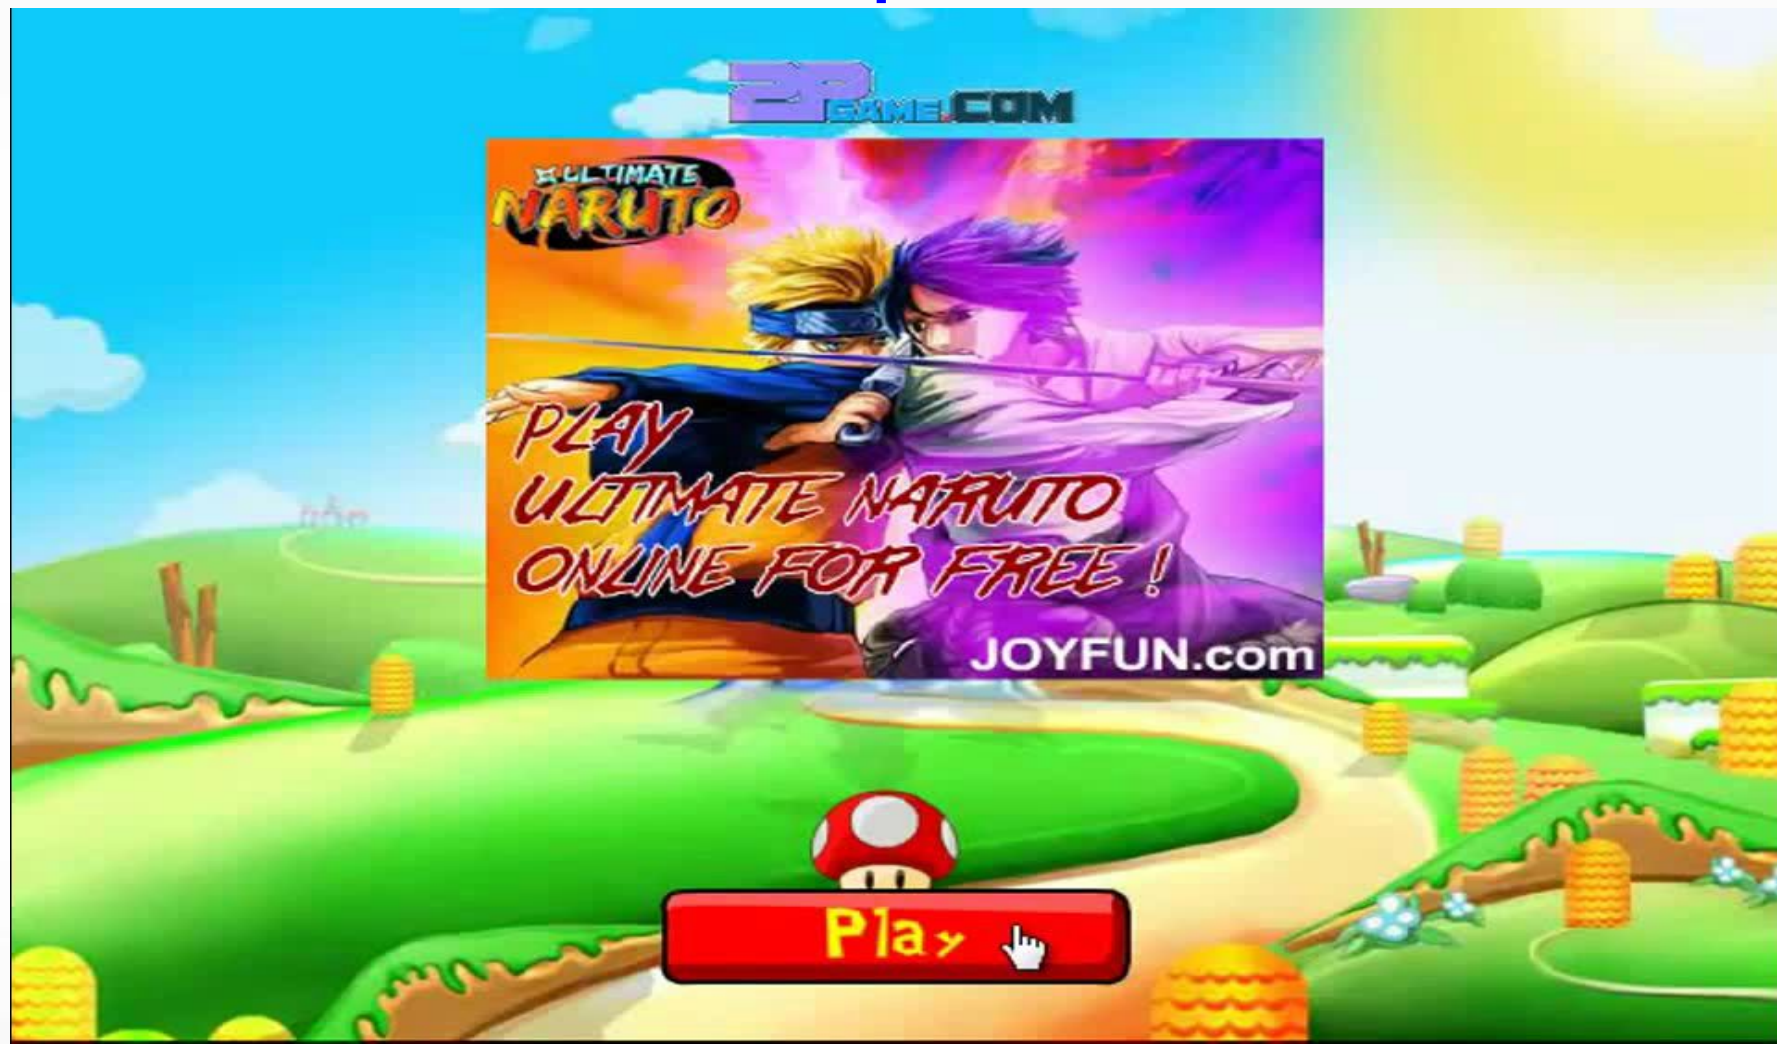 2PGAME.COM
ULTIMATE
NARUTO
PLAY
ULTIMATE NARUTO
ONLINE FOR FREE !
JOYFUN.com
Play